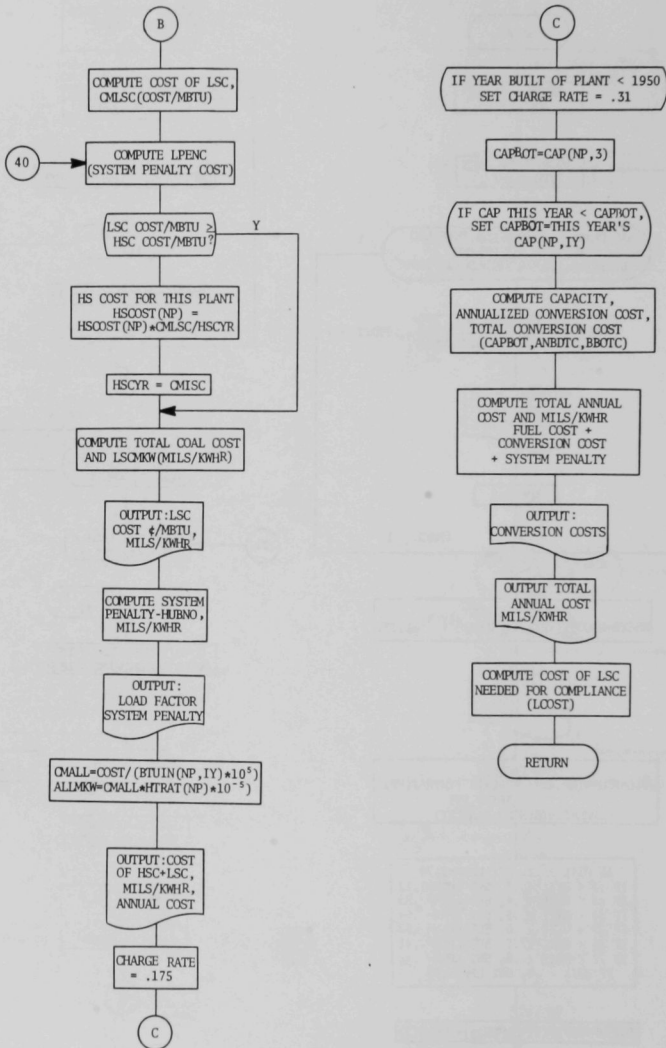 B
COMPUTE COST OF LSC,
CMLSC(COST/MBTU)
40
COMPUTE LPENC
(SYSTEM PENALTY COST)
LSC COST/MBTU ≥
HSC COST/MBTU?
Y
HS COST FOR THIS PLANT
HSCOST(NP) =
HSCOST(NP)*CMLSC/HSCYR
HSCYR = CMISC
COMPUTE TOTAL COAL COST
AND LSCMKW(MILS/KWHR)
OUTPUT:LSC
COST ¢/MBTU,
MILS/KWHR
COMPUTE SYSTEM
PENALTY-HUBNO,
MILS/KWHR
OUTPUT:
LOAD FACTOR
SYSTEM PENALTY
CMALL=COST/(BTUIN(NP,IY)*10⁵)
ALLMKW=CMALL*HTRAT(NP)*10⁻⁵)
OUTPUT:COST
OF HSC+LSC,
MILS/KWHR,
ANNUAL COST
CHARGE RATE
= .175
C
C
IF YEAR BUILT OF PLANT < 1950
SET CHARGE RATE = .31
CAPBOT=CAP(NP,3)
IF CAP THIS YEAR < CAPBOT,
SET CAPBOT=THIS YEAR'S
CAP(NP,IY)
COMPUTE CAPACITY,
ANNUALIZED CONVERSION COST,
TOTAL CONVERSION COST
(CAPBOT,ANBDTC,BBOTC)
COMPUTE TOTAL ANNUAL
COST AND MILS/KWHR
FUEL COST +
CONVERSION COST
+ SYSTEM PENALTY
OUTPUT:
CONVERSION COSTS
OUTPUT TOTAL
ANNUAL COST
MILS/KWHR
COMPUTE COST OF LSC
NEEDED FOR COMPLIANCE
(LCOST)
RETURN